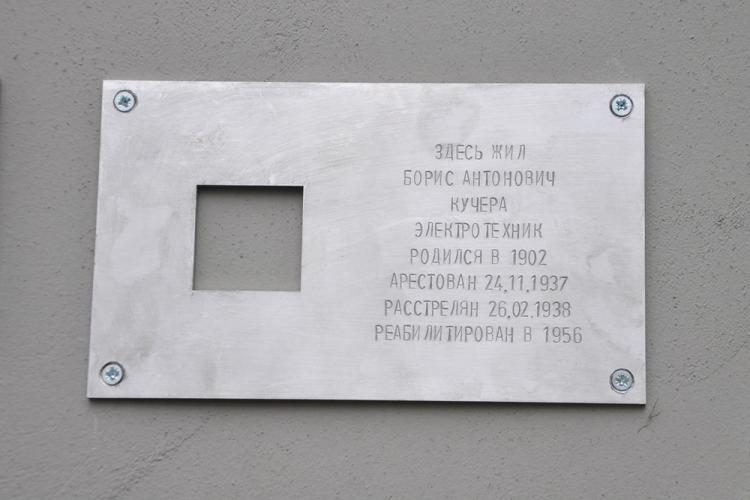 ЗДЕСЬ ЖИЛ
БОРИС АНТОНОВИЧ
КУЧЕРА
ЭЛЕКТРОТЕХНИК
РОДИЛСЯ В 1902
АРЕСТОВАН 24.11.1937
РАССТРЕЛЯН 26.02.1938
РЕАБИЛИТИРОВАН В 1956